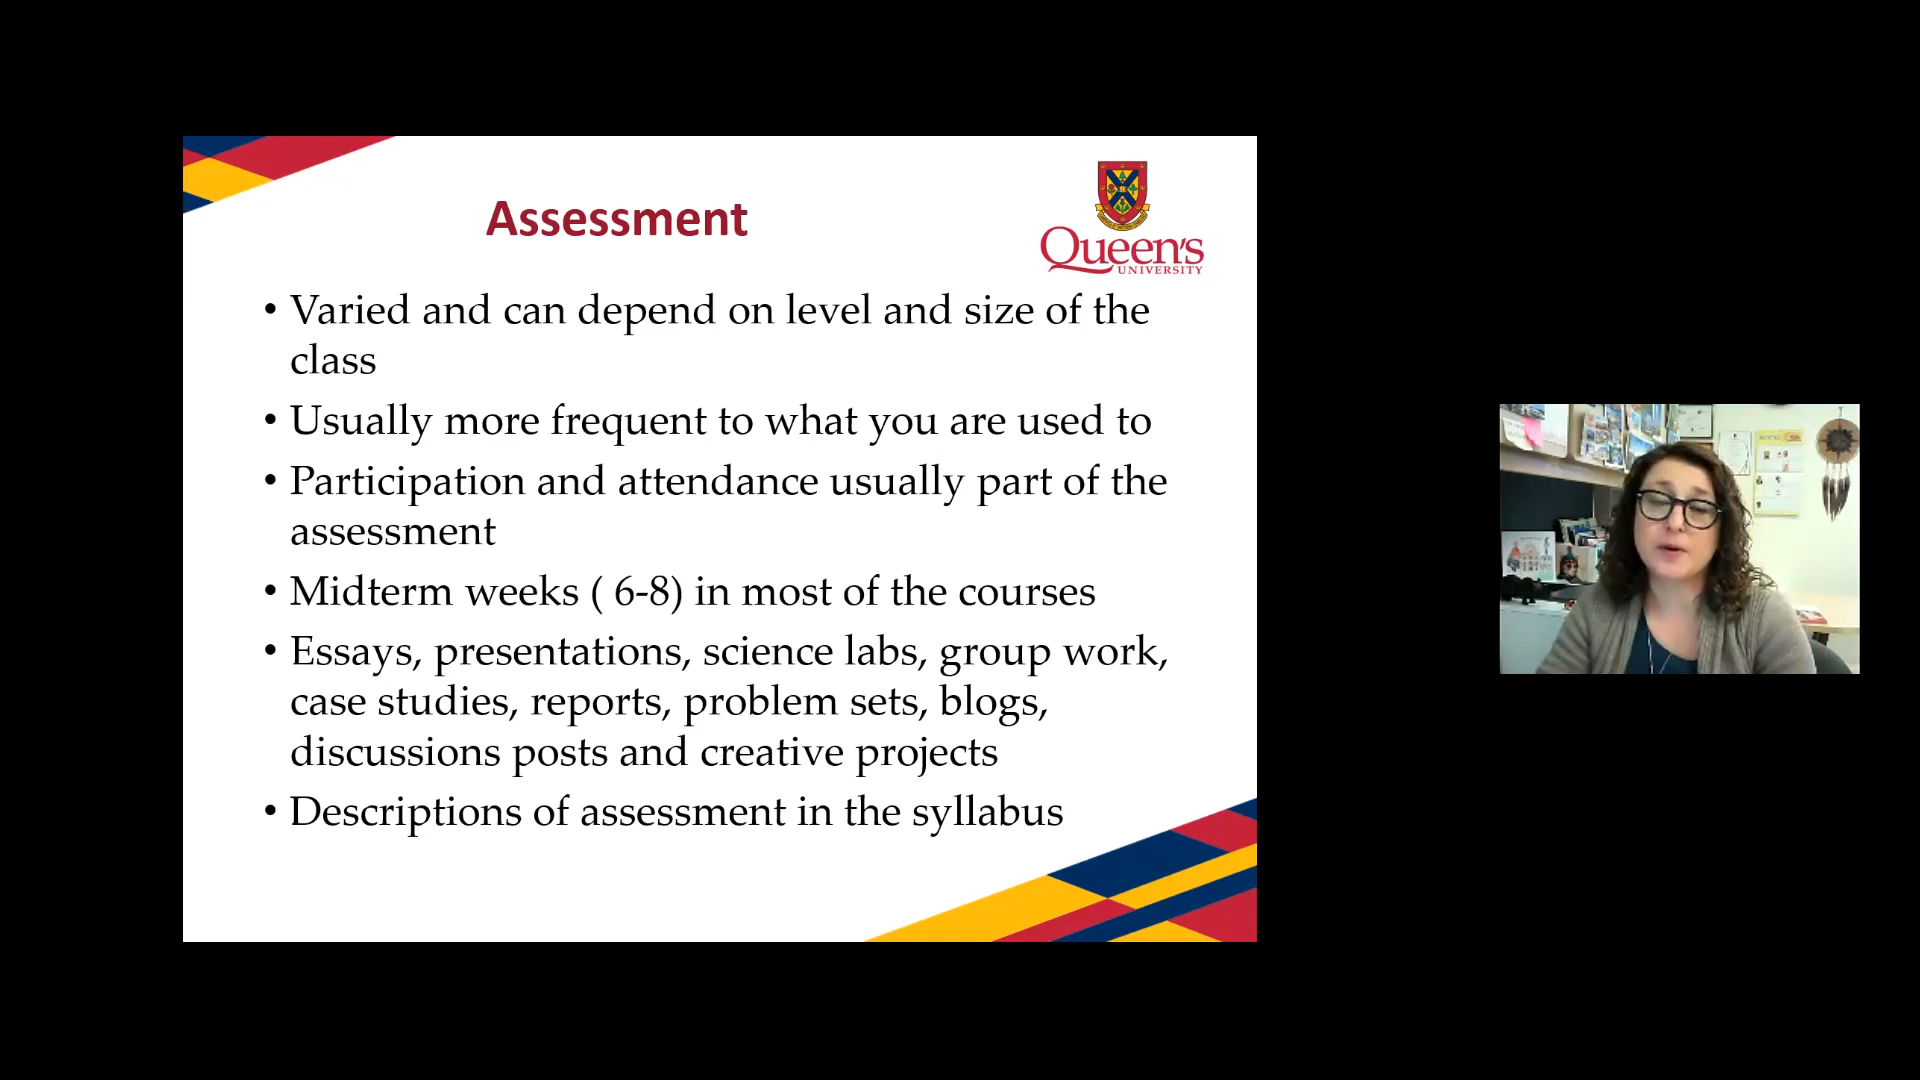 Assessment
Queen's
UNIVERSITY
• Varied and can depend on level and size of the
class
• Usually more frequent to what you are used to
• Participation and attendance usually part of the
assessment
• Midterm weeks ( 6-8) in most of the courses
• Essays, presentations, science labs, group work,
case studies, reports, problem sets, blogs,
discussions posts and creative projects
• Descriptions of assessment in the syllabus